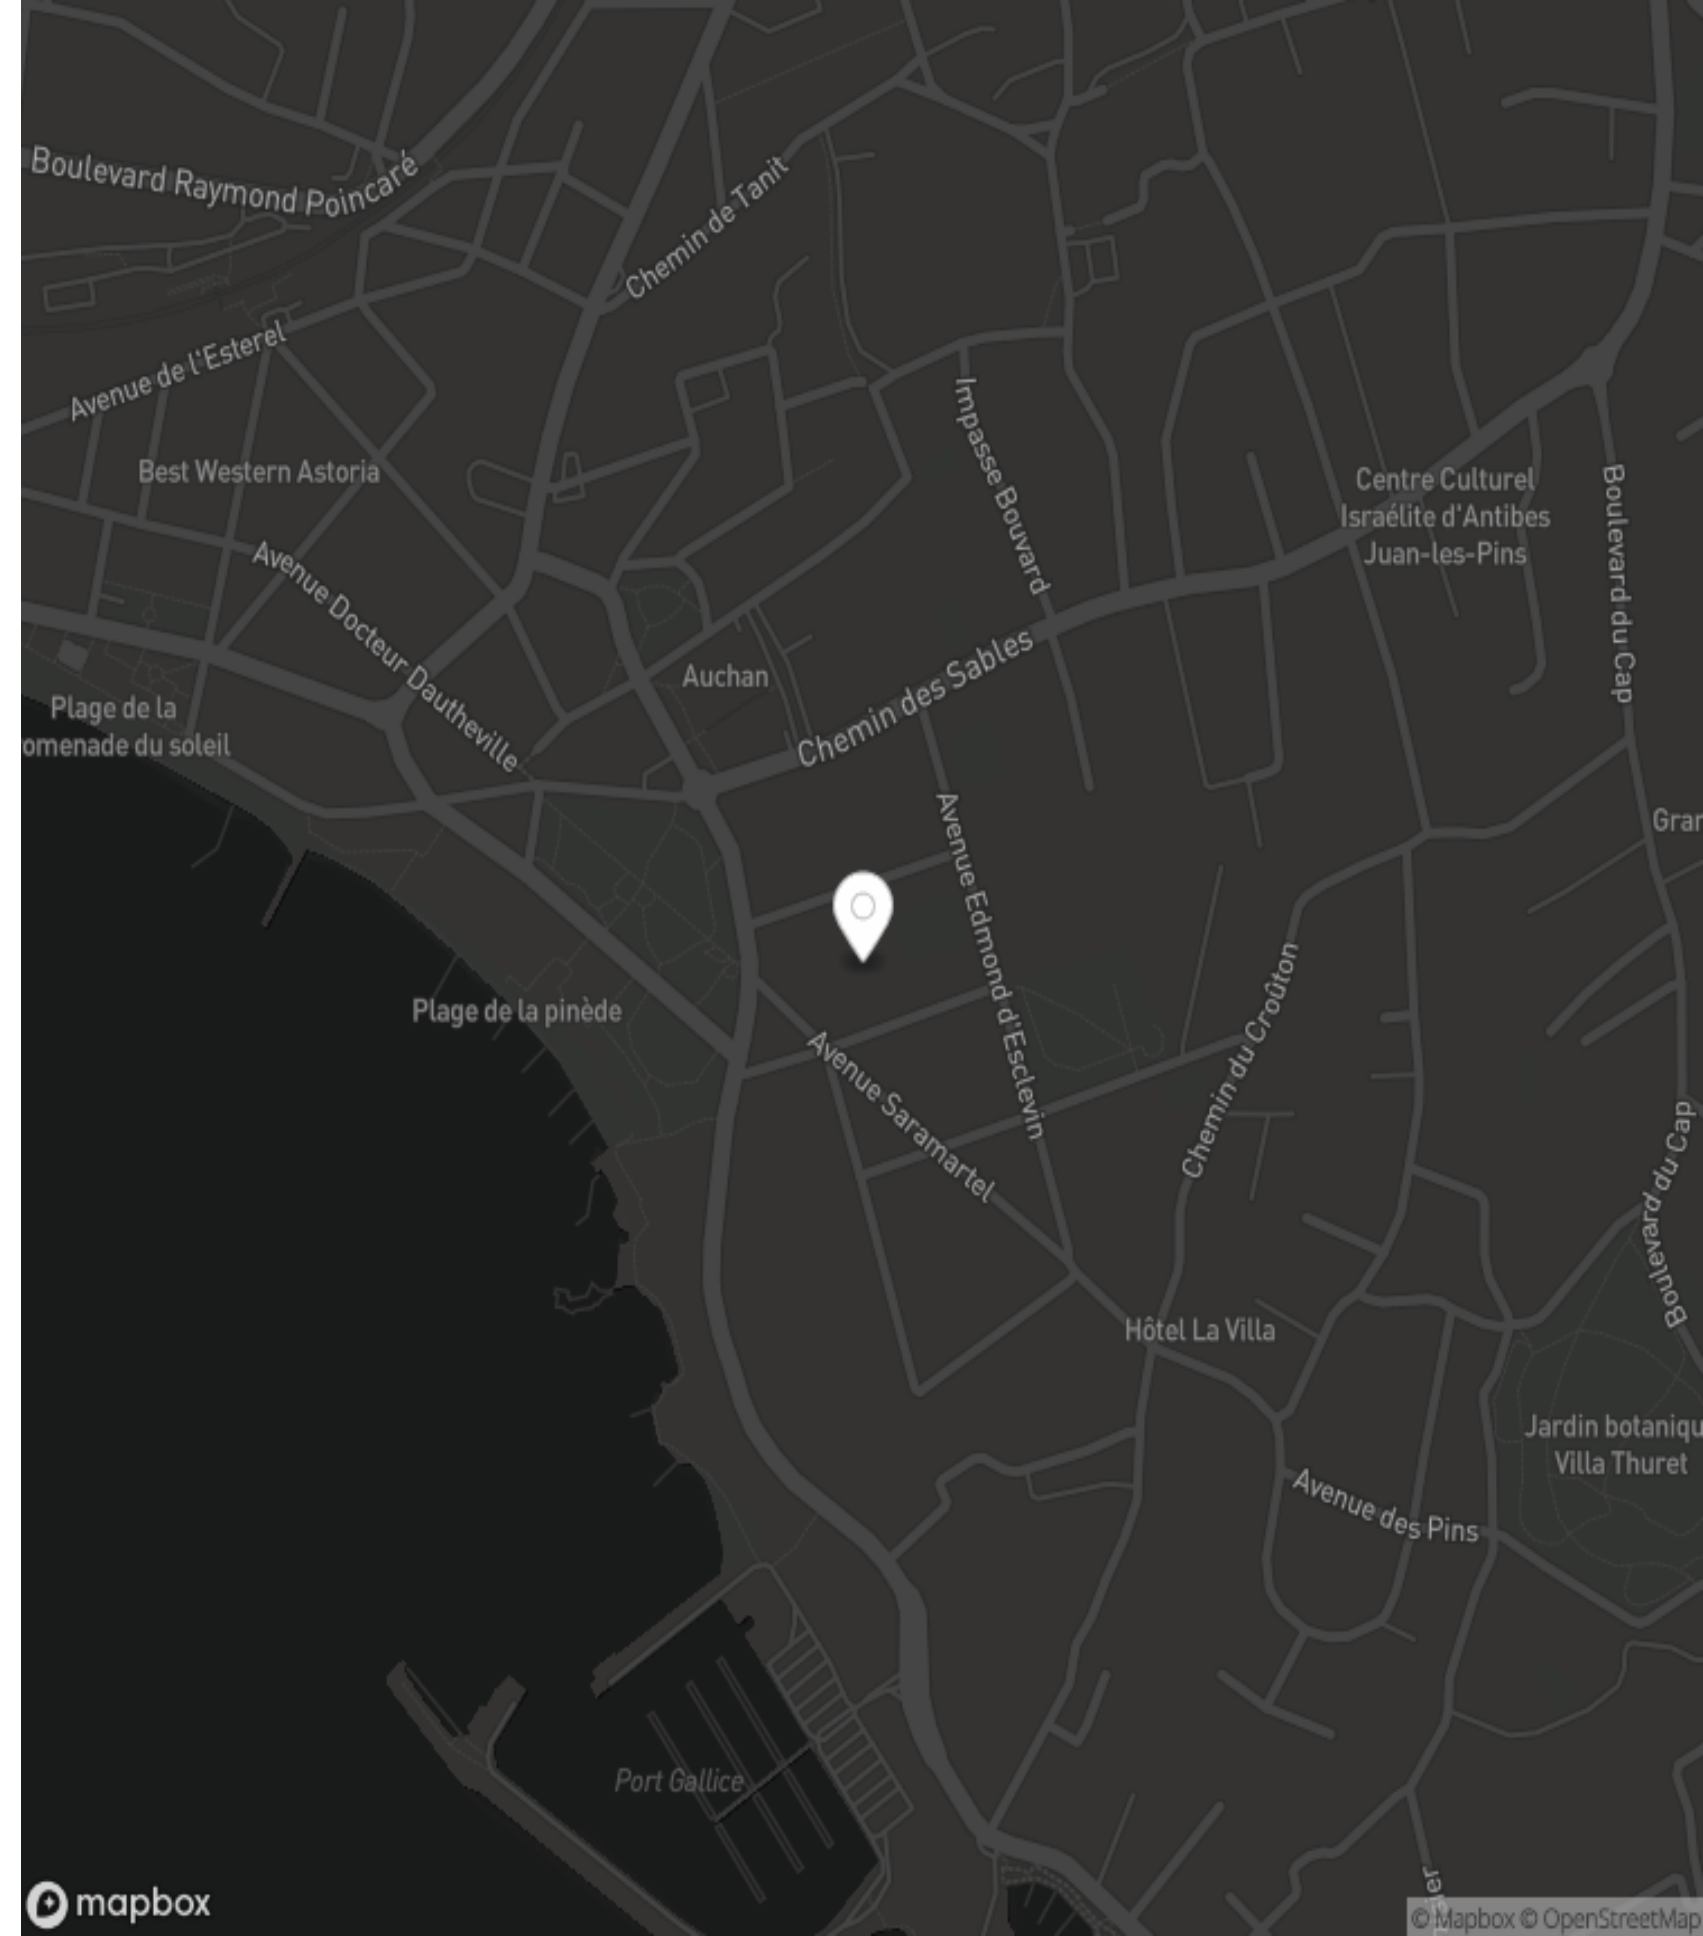 Boulevard Raymond Poincaré
Chemin de Tanit
Avenue de l'Esterel
Impasse Bouvard
Best Western Astoria
Centre Culturel
Israélite d'Antibes
Juan-les-Pins
Boulevard du Cap
Avenue Docteur Dautheville
Auchan
Chemin des Sables
Plage de la
omenade du soleil
Avenue Edmond d'Esclevin
Gran
Chemin du Croûton
Plage de la pinède
Avenue Saramartel
Boulevard du Cap
Hôtel La Villa
Jardin botaniqu
Villa Thuret
Avenue des Pins
Port Gallice
mapbox
© Mapbox © OpenStreetMap